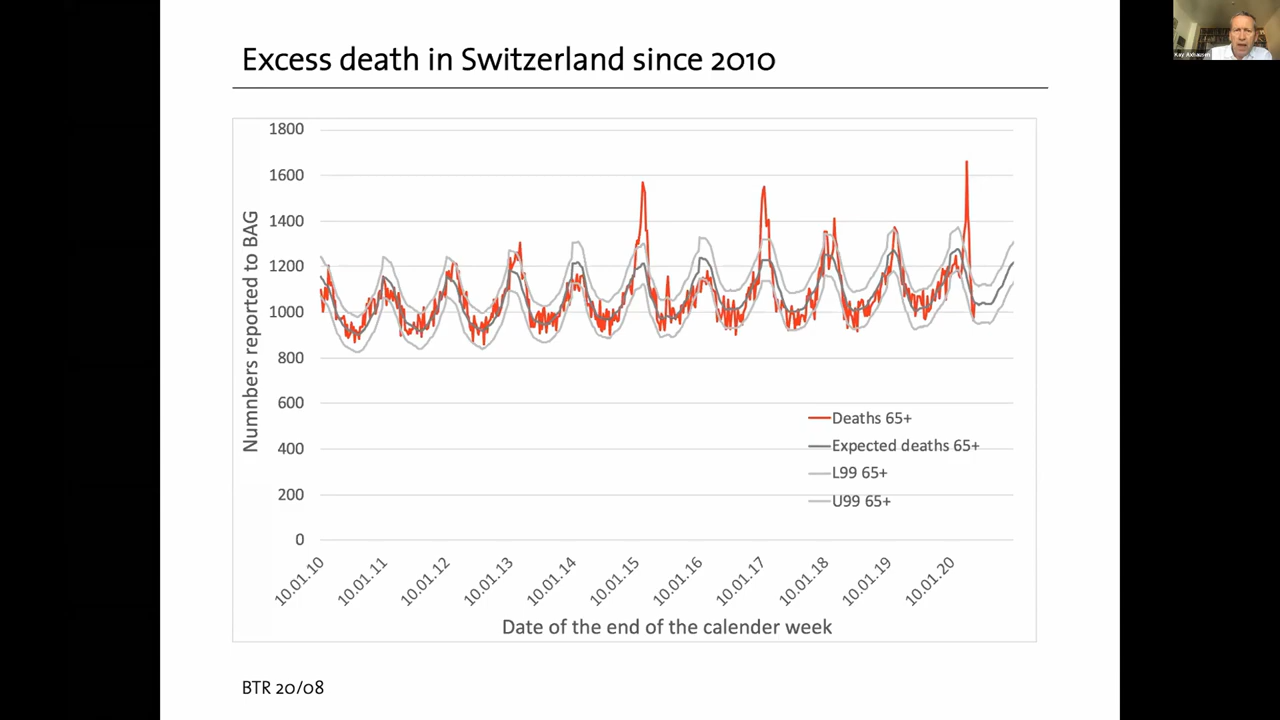 Excess death in Switzerland since 2010
Kay Axhausen
1800
1600
1400
1200
1000
800
600
400
200
0
Numnbers reported to BAG
Deaths 65+
Expected deaths 65+
L99 65+
U99 65+
10.01.10
10.01.11
10.01.12
10.01.13
10.01.14
10.01.15
10.01.16
10.01.17
10.01.18
10.01.19
10.01.20
Date of the end of the calender week
BTR 20/08